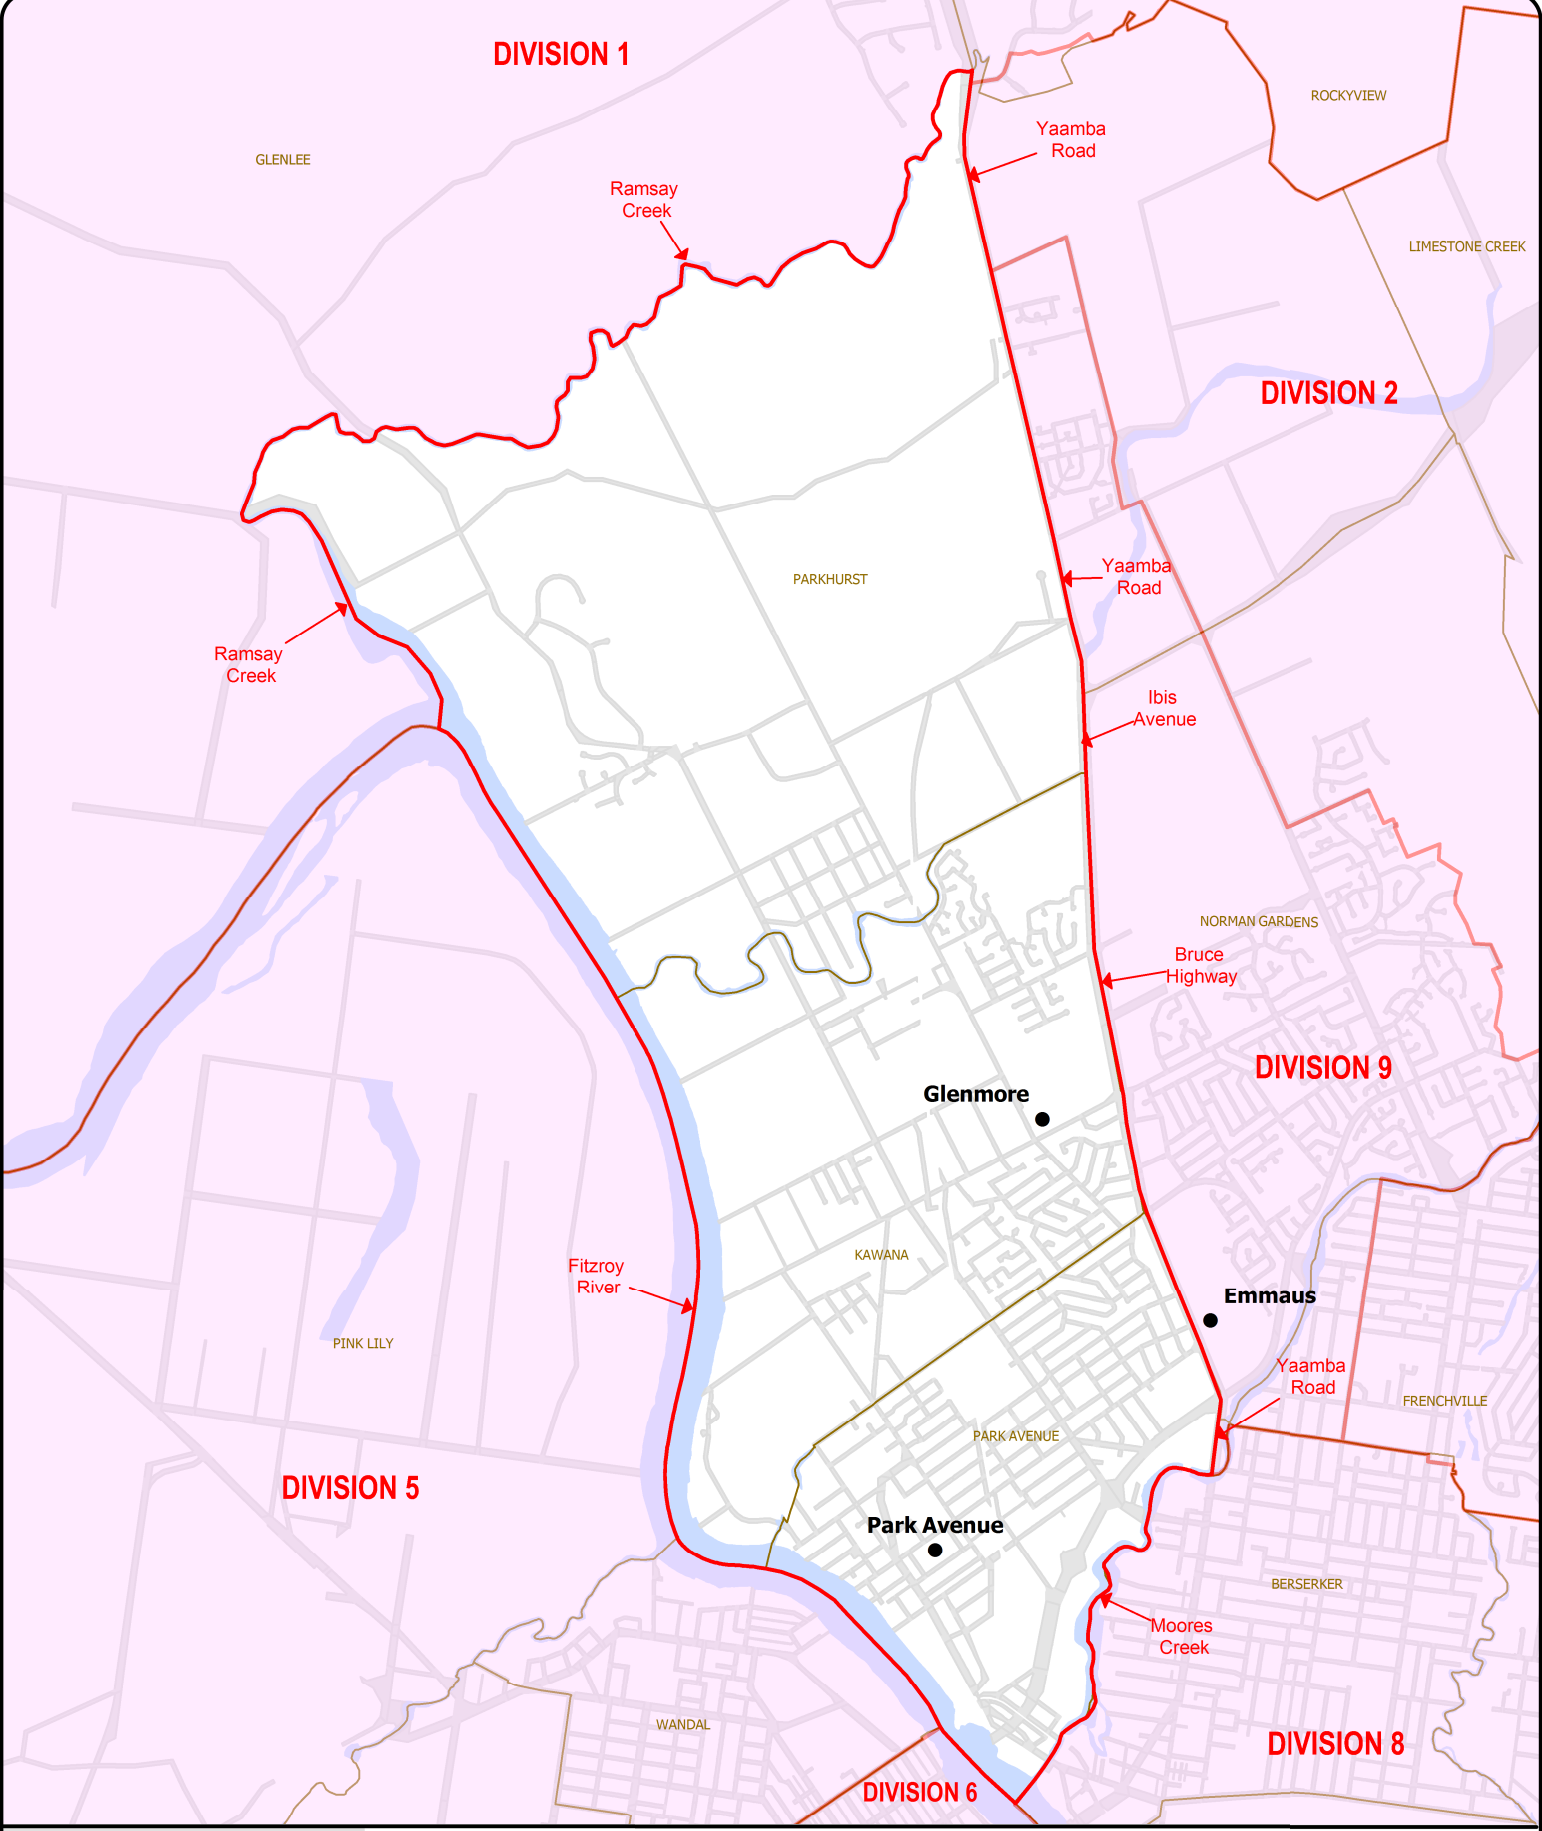 DIVISION 1
ROCKYVIEW
Yaamba
Road
GLENLEE
Ramsay
Creek
LIMESTONE CREEK
DIVISION 2
PARKHURST
Yaamba
Road
Ramsay
Creek
Ibis
Avenue
NORMAN GARDENS
Bruce
Highway
DIVISION 9
Glenmore
KAWANA
Fitzroy
River
Emmaus
PINK LILY
Yaamba
Road
FRENCHVILLE
PARK AVENUE
DIVISION 5
Park Avenue
BERSERKER
Moores
Creek
WANDAL
DIVISION 8
DIVISION 6